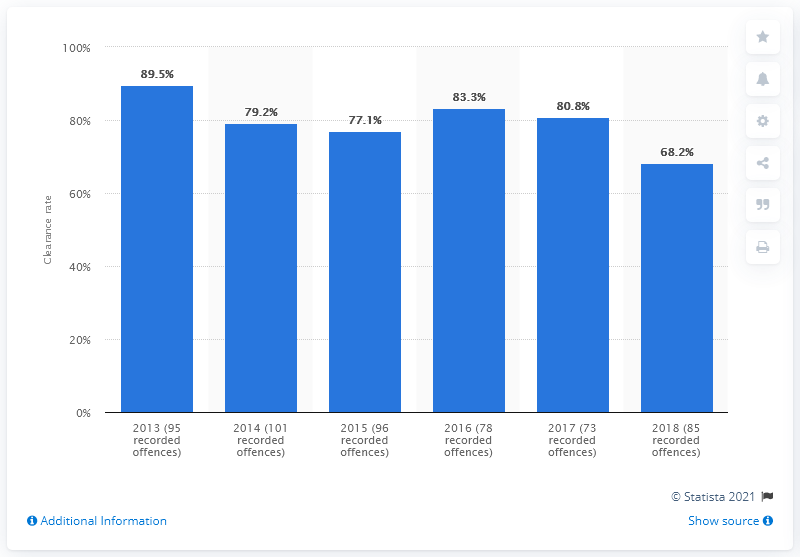 100%
80%
60%
40%
20%
0%
Clearance rate
89.5%
79.2%
77.1%
83.3%
80.8%
68.2%
2013 (95
recorded
offences)
2014 (101
recorded
offences)
2015 (96
recorded
offences)
2016 (78
recorded
offences)
2017 (73
recorded
offences)
2018 (85
recorded
offences)
© Statista 2021
Additional Information
Show source